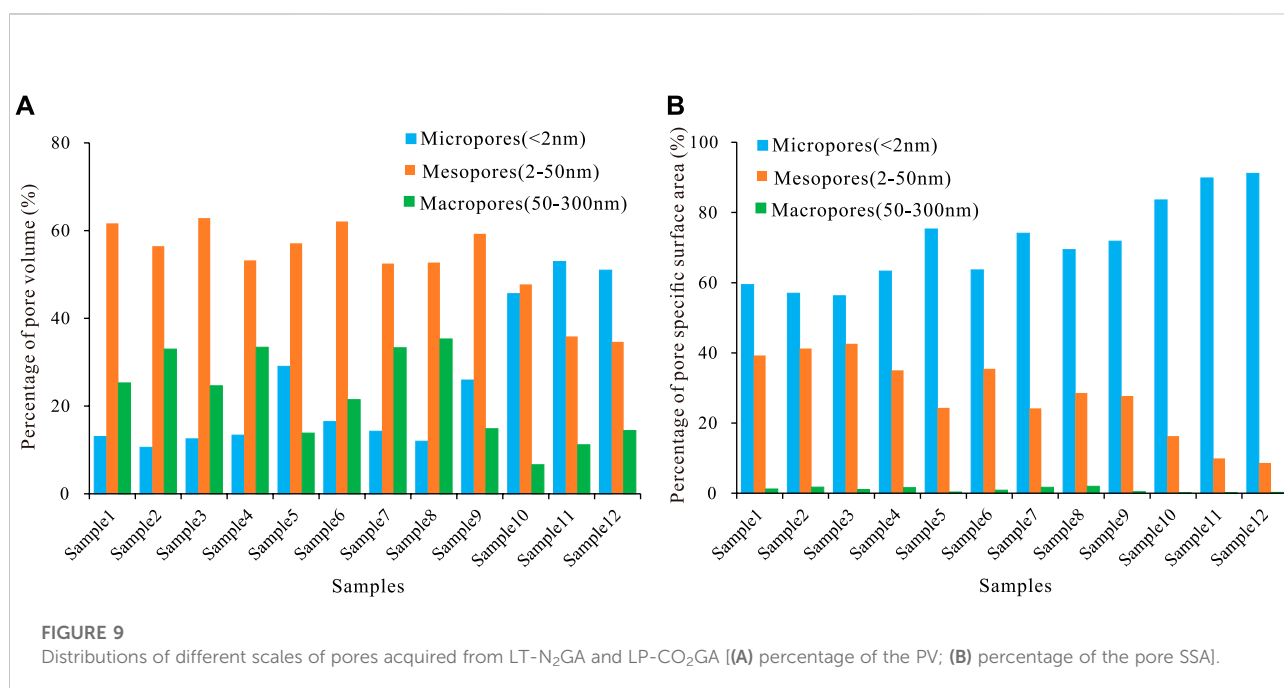 A
Percentage of pore volume (%)
80
60
40
20
0
Micropores(<2nm)
Mesopores(2-50nm)
Macropores(50-300nm)
Sample1
Sample2
Sample3
Sample4
Sample5
Sample6
Sample7
Sample8
Sample9
Sample10
Sample11
Sample12
Samples
B
Percentage of pore specific surface area (%)
100
80
60
40
20
0
Micropores(<2nm)
Mesopores(2-50nm)
Macropores(50-300nm)
Sample1
Sample2
Sample3
Sample4
Sample5
Sample6
Sample7
Sample8
Sample9
Sample10
Sample11
Sample12
Samples
FIGURE 9
Distributions of different scales of pores acquired from LT-N₂GA and LP-CO₂GA [(A) percentage of the PV; (B) percentage of the pore SSA].